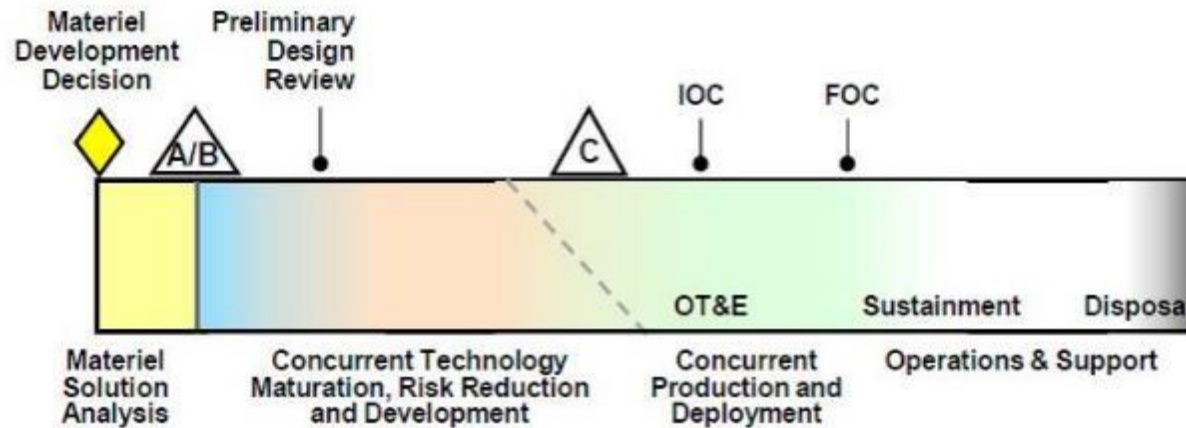 Materiel
Development
Decision
Preliminary
Design
Review
A/B
C
IOC
FOC
OT&E
Sustainment
Disposa
Materiel
Solution
Analysis
Concurrent Technology
Maturation, Risk Reduction
and Development
Concurrent
Production and
Deployment
Operations & Support